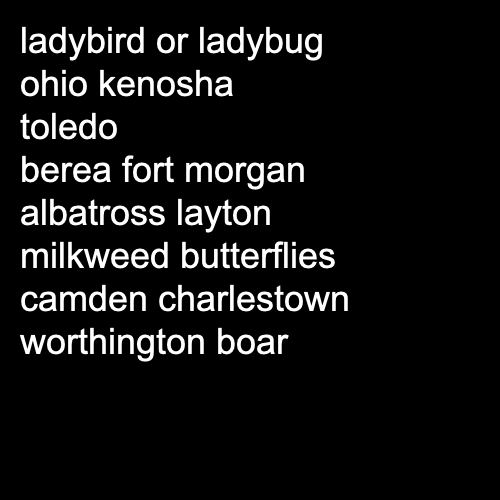 ladybird or ladybug
ohio kenosha
toledo
berea fort morgan
albatross layton
milkweed butterflies
camden charlestown
worthington boar